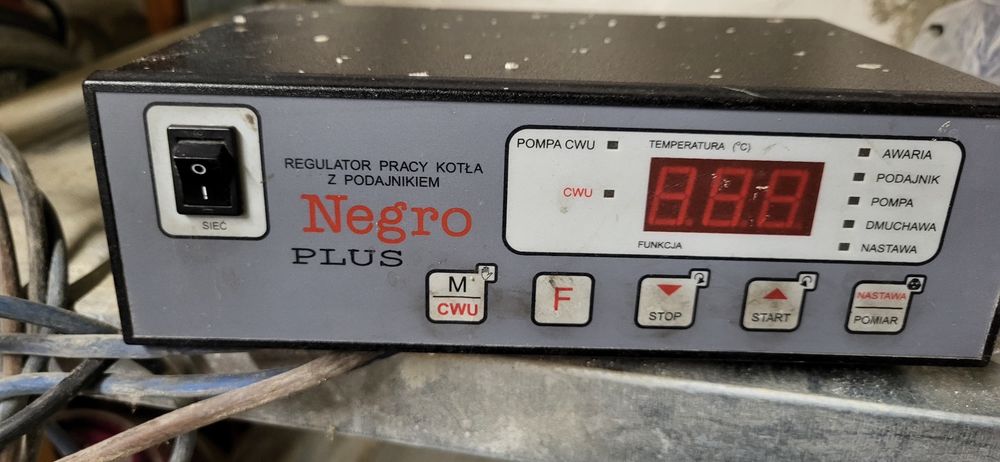 SIEĆ
REGULATOR PRACY KOTŁA
Z PODAJNIKIEM
Negro
PLUS
POMPA CWU
CWU
TEMPERATURA (°C)
FUNKCJA
AWARIA
PODAJNIK
POMPA
DMUCHAWA
NASTAWA
M
CWU
F
STOP
START
NASTAWA
POMIAR